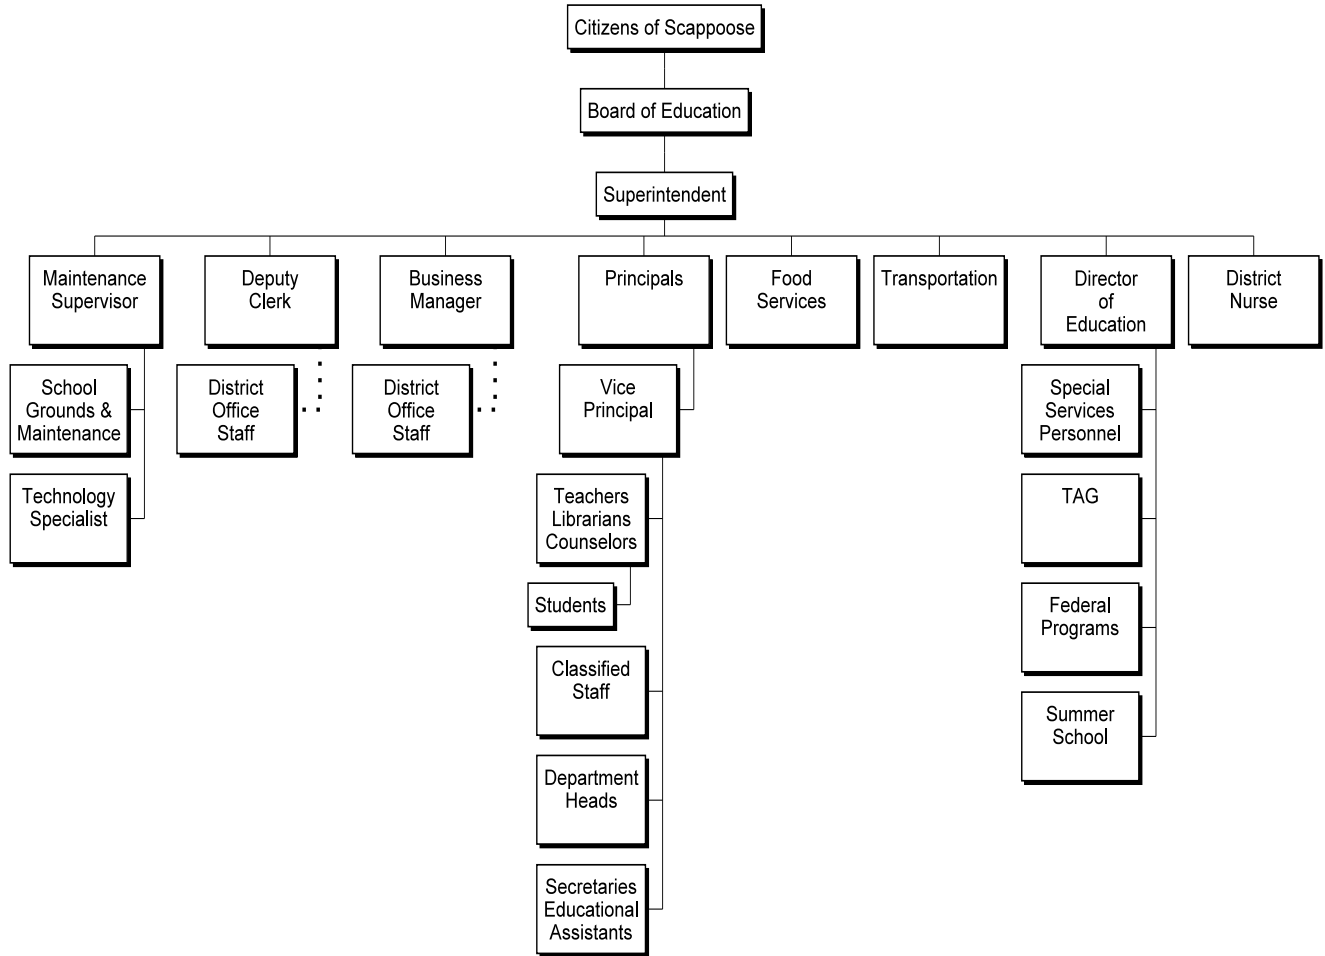 Citizens of Scappoose
Board of Education
Superintendent
Maintenance
Supervisor
Deputy
Clerk
Business
Manager
Principals
Food
Services
Transportation
Director
of
Education
District
Nurse
School
Grounds &
Maintenance
District
Office
Staff
District
Office
Staff
Vice
Principal
Special
Services
Personnel
Technology
Specialist
Teachers
Librarians
Counselors
TAG
Students
Federal
Programs
Classified
Staff
Summer
School
Department
Heads
Secretaries
Educational
Assistants